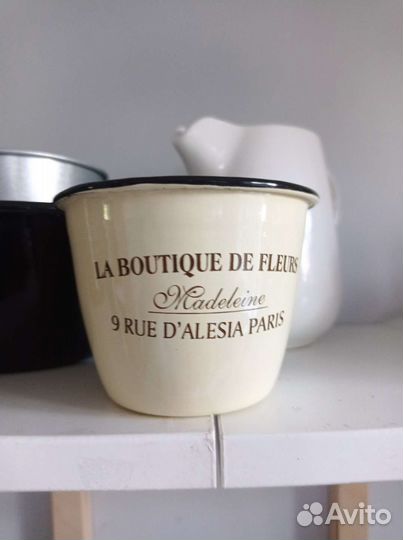 LA BOUTIQUE DE FLEURS
Madeleine
9 RUE D'ALESIA PARIS
Avito